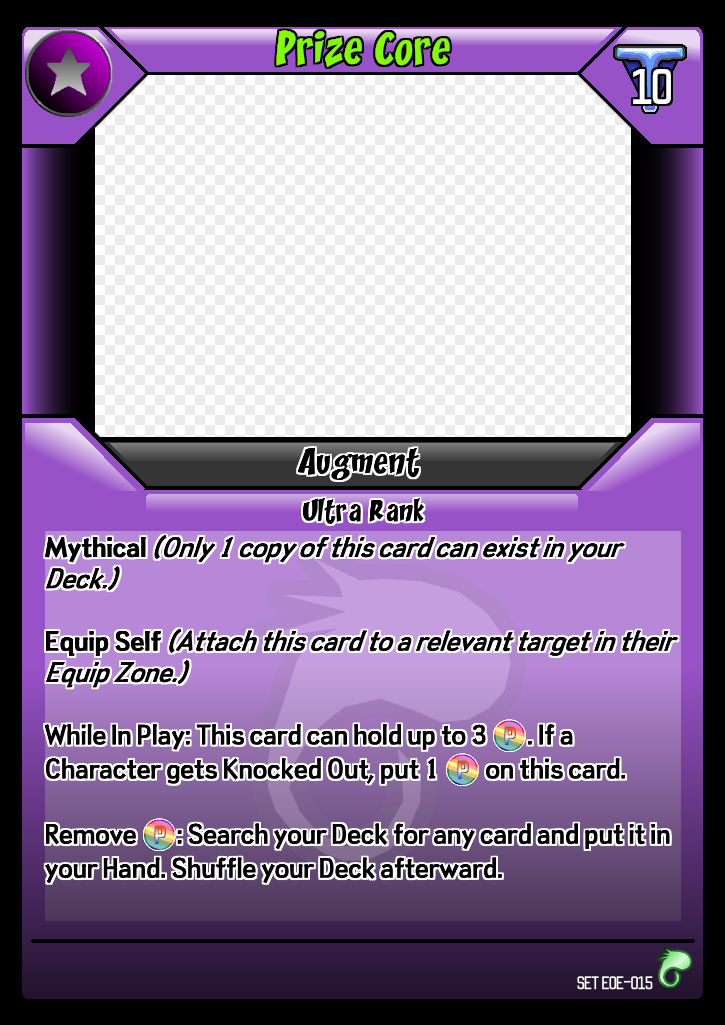 Prize Core
10
Augment
Ultra Rank
Mythical (Only 1 copy of this card can exist in your
Deck.)
Equip Self (Attach this card to a relevant target in their
Equip Zone.)
While In Play: This card can hold up to 3 P. If a
Character gets Knocked Out, put 1 P on this card.
Remove P: Search your Deck for any card and put it in
your Hand. Shuffle your Deck afterward.
SET EOE-015